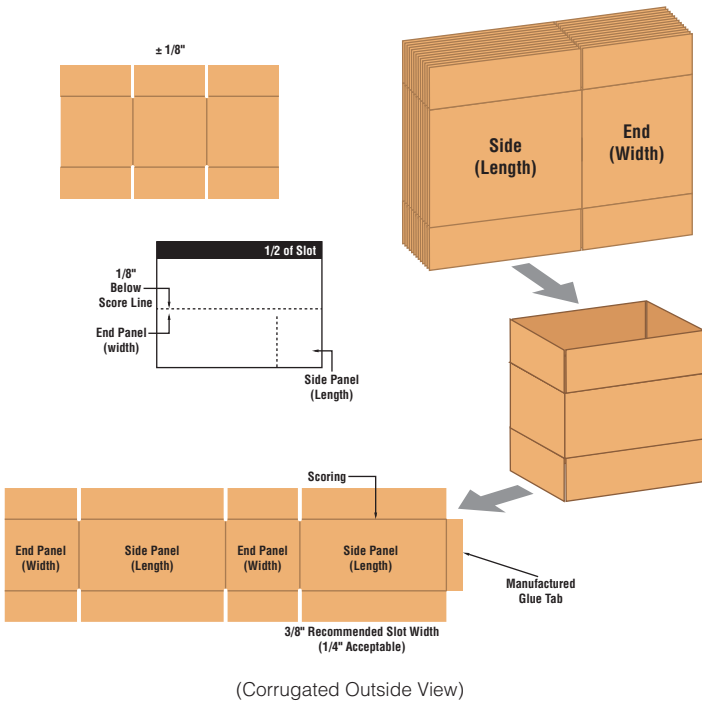 ± 1/8"
Side
(Length)
End
(Width)
1/2 of Slot
1/8"
Below
Score Line
End Panel
(width)
Side Panel
(Length)
Scoring
End Panel
(Width)
Side Panel
(Length)
End Panel
(Width)
Side Panel
(Length)
Manufactured
Glue Tab
3/8" Recommended Slot Width
(1/4" Acceptable)
(Corrugated Outside View)